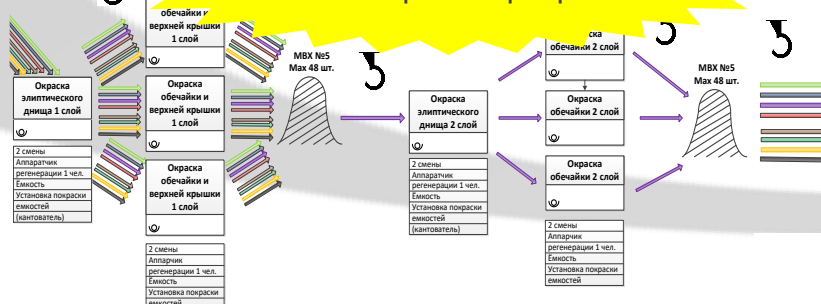 обечайки и
верхней крышки
1 слой
Окраска
элиптического
днища 1 слой
2 смены
Аппаратчик
регенерации 1 чел.
Ёмкость
Установка покраски
емкостей
(кантователь)
Окраска
обечайки и
верхней крышки
1 слой
Окраска
обечайки и
верхней крышки
1 слой
2 смены
Аппарчик
регенерации 1 чел.
Ёмкость
Установка покраски
емкостей
МВХ №5
Мах 48 шт.
Окраска
элиптического
днища 2 слой
2 смены
Аппаратчик
регенерации 1 чел.
Ёмкость
Установка покраски
емкостей
(кантователь)
обечайки 2 слой
Окраска
обечайки 2 слой
Окраска
обечайки 2 слой
2 смены
Аппаратчик
регенерации 1 чел.
Ёмкость
Установка покраски
емкостей
МВХ №5
Мах 48 шт.